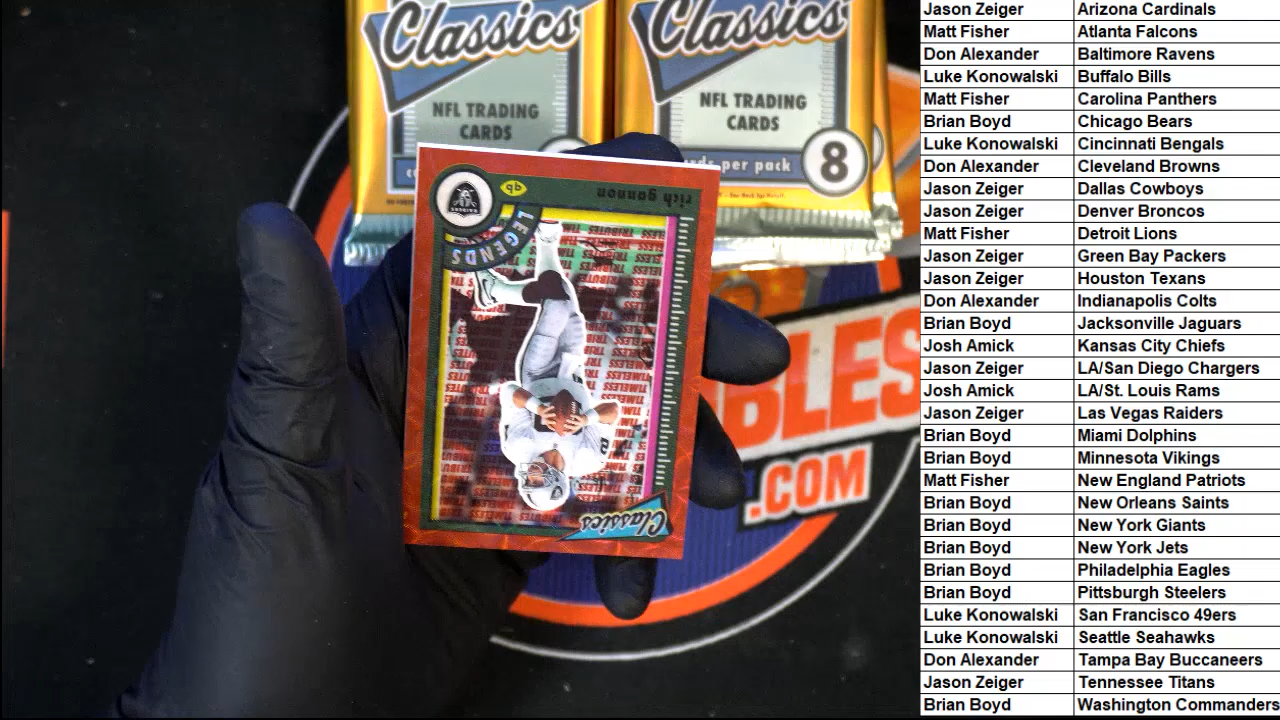 Classics
NFL TRADING
CARDS
Classics
NFL TRADING
CARDS
cards per pack
8
rich gannon
qb
RAIDERS
LEGENDS
TIMELESS
TRIBUTES
Classics
BLES
.COM
Jason Zeiger Arizona Cardinals
Matt Fisher Atlanta Falcons
Don Alexander Baltimore Ravens
Luke Konowalski Buffalo Bills
Matt Fisher Carolina Panthers
Brian Boyd Chicago Bears
Luke Konowalski Cincinnati Bengals
Don Alexander Cleveland Browns
Jason Zeiger Dallas Cowboys
Jason Zeiger Denver Broncos
Matt Fisher Detroit Lions
Jason Zeiger Green Bay Packers
Jason Zeiger Houston Texans
Don Alexander Indianapolis Colts
Brian Boyd Jacksonville Jaguars
Josh Amick Kansas City Chiefs
Jason Zeiger LA/San Diego Chargers
Josh Amick LA/St. Louis Rams
Jason Zeiger Las Vegas Raiders
Brian Boyd Miami Dolphins
Brian Boyd Minnesota Vikings
Matt Fisher New England Patriots
Brian Boyd New Orleans Saints
Brian Boyd New York Giants
Brian Boyd New York Jets
Brian Boyd Philadelphia Eagles
Brian Boyd Pittsburgh Steelers
Luke Konowalski San Francisco 49ers
Luke Konowalski Seattle Seahawks
Don Alexander Tampa Bay Buccaneers
Jason Zeiger Tennessee Titans
Brian Boyd Washington Commanders